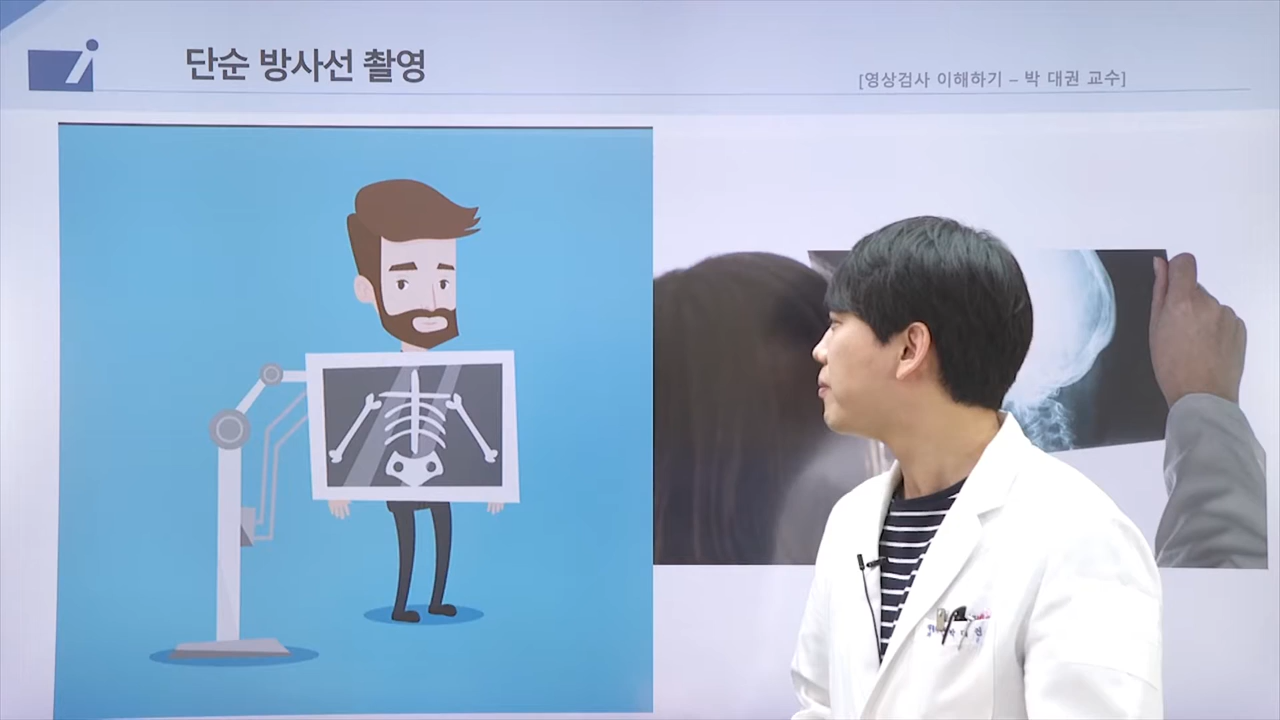 단순 방사선 촬영
[영상검사 이해하기 – 박 대권 교수]